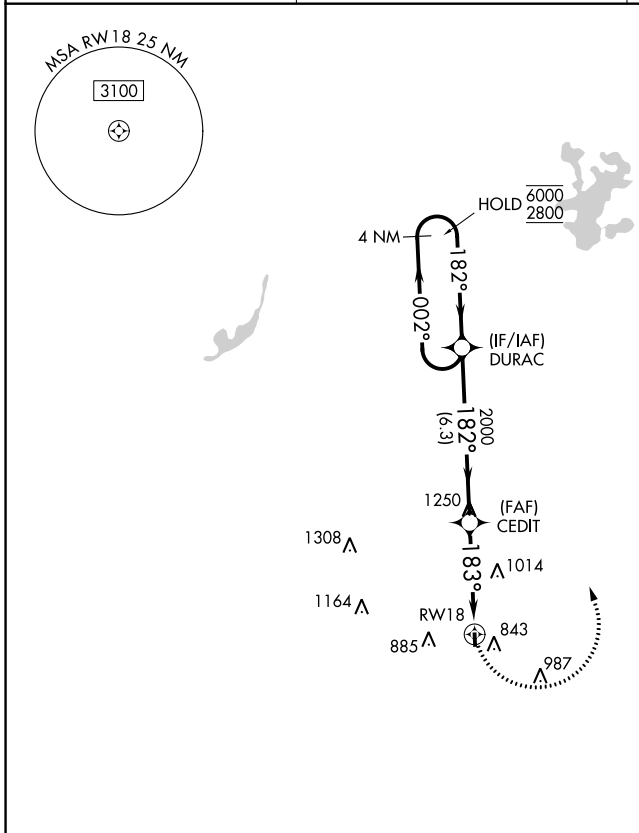 MSA RW18 25 NM
3100
HOLD 6000
2800
4 NM
182°
002°
(IF/IAF)
DURAC
2000
182°
(6.3)
1250
(FAF)
CEDIT
1308
183°
1014
1164
RW18
885
843
987